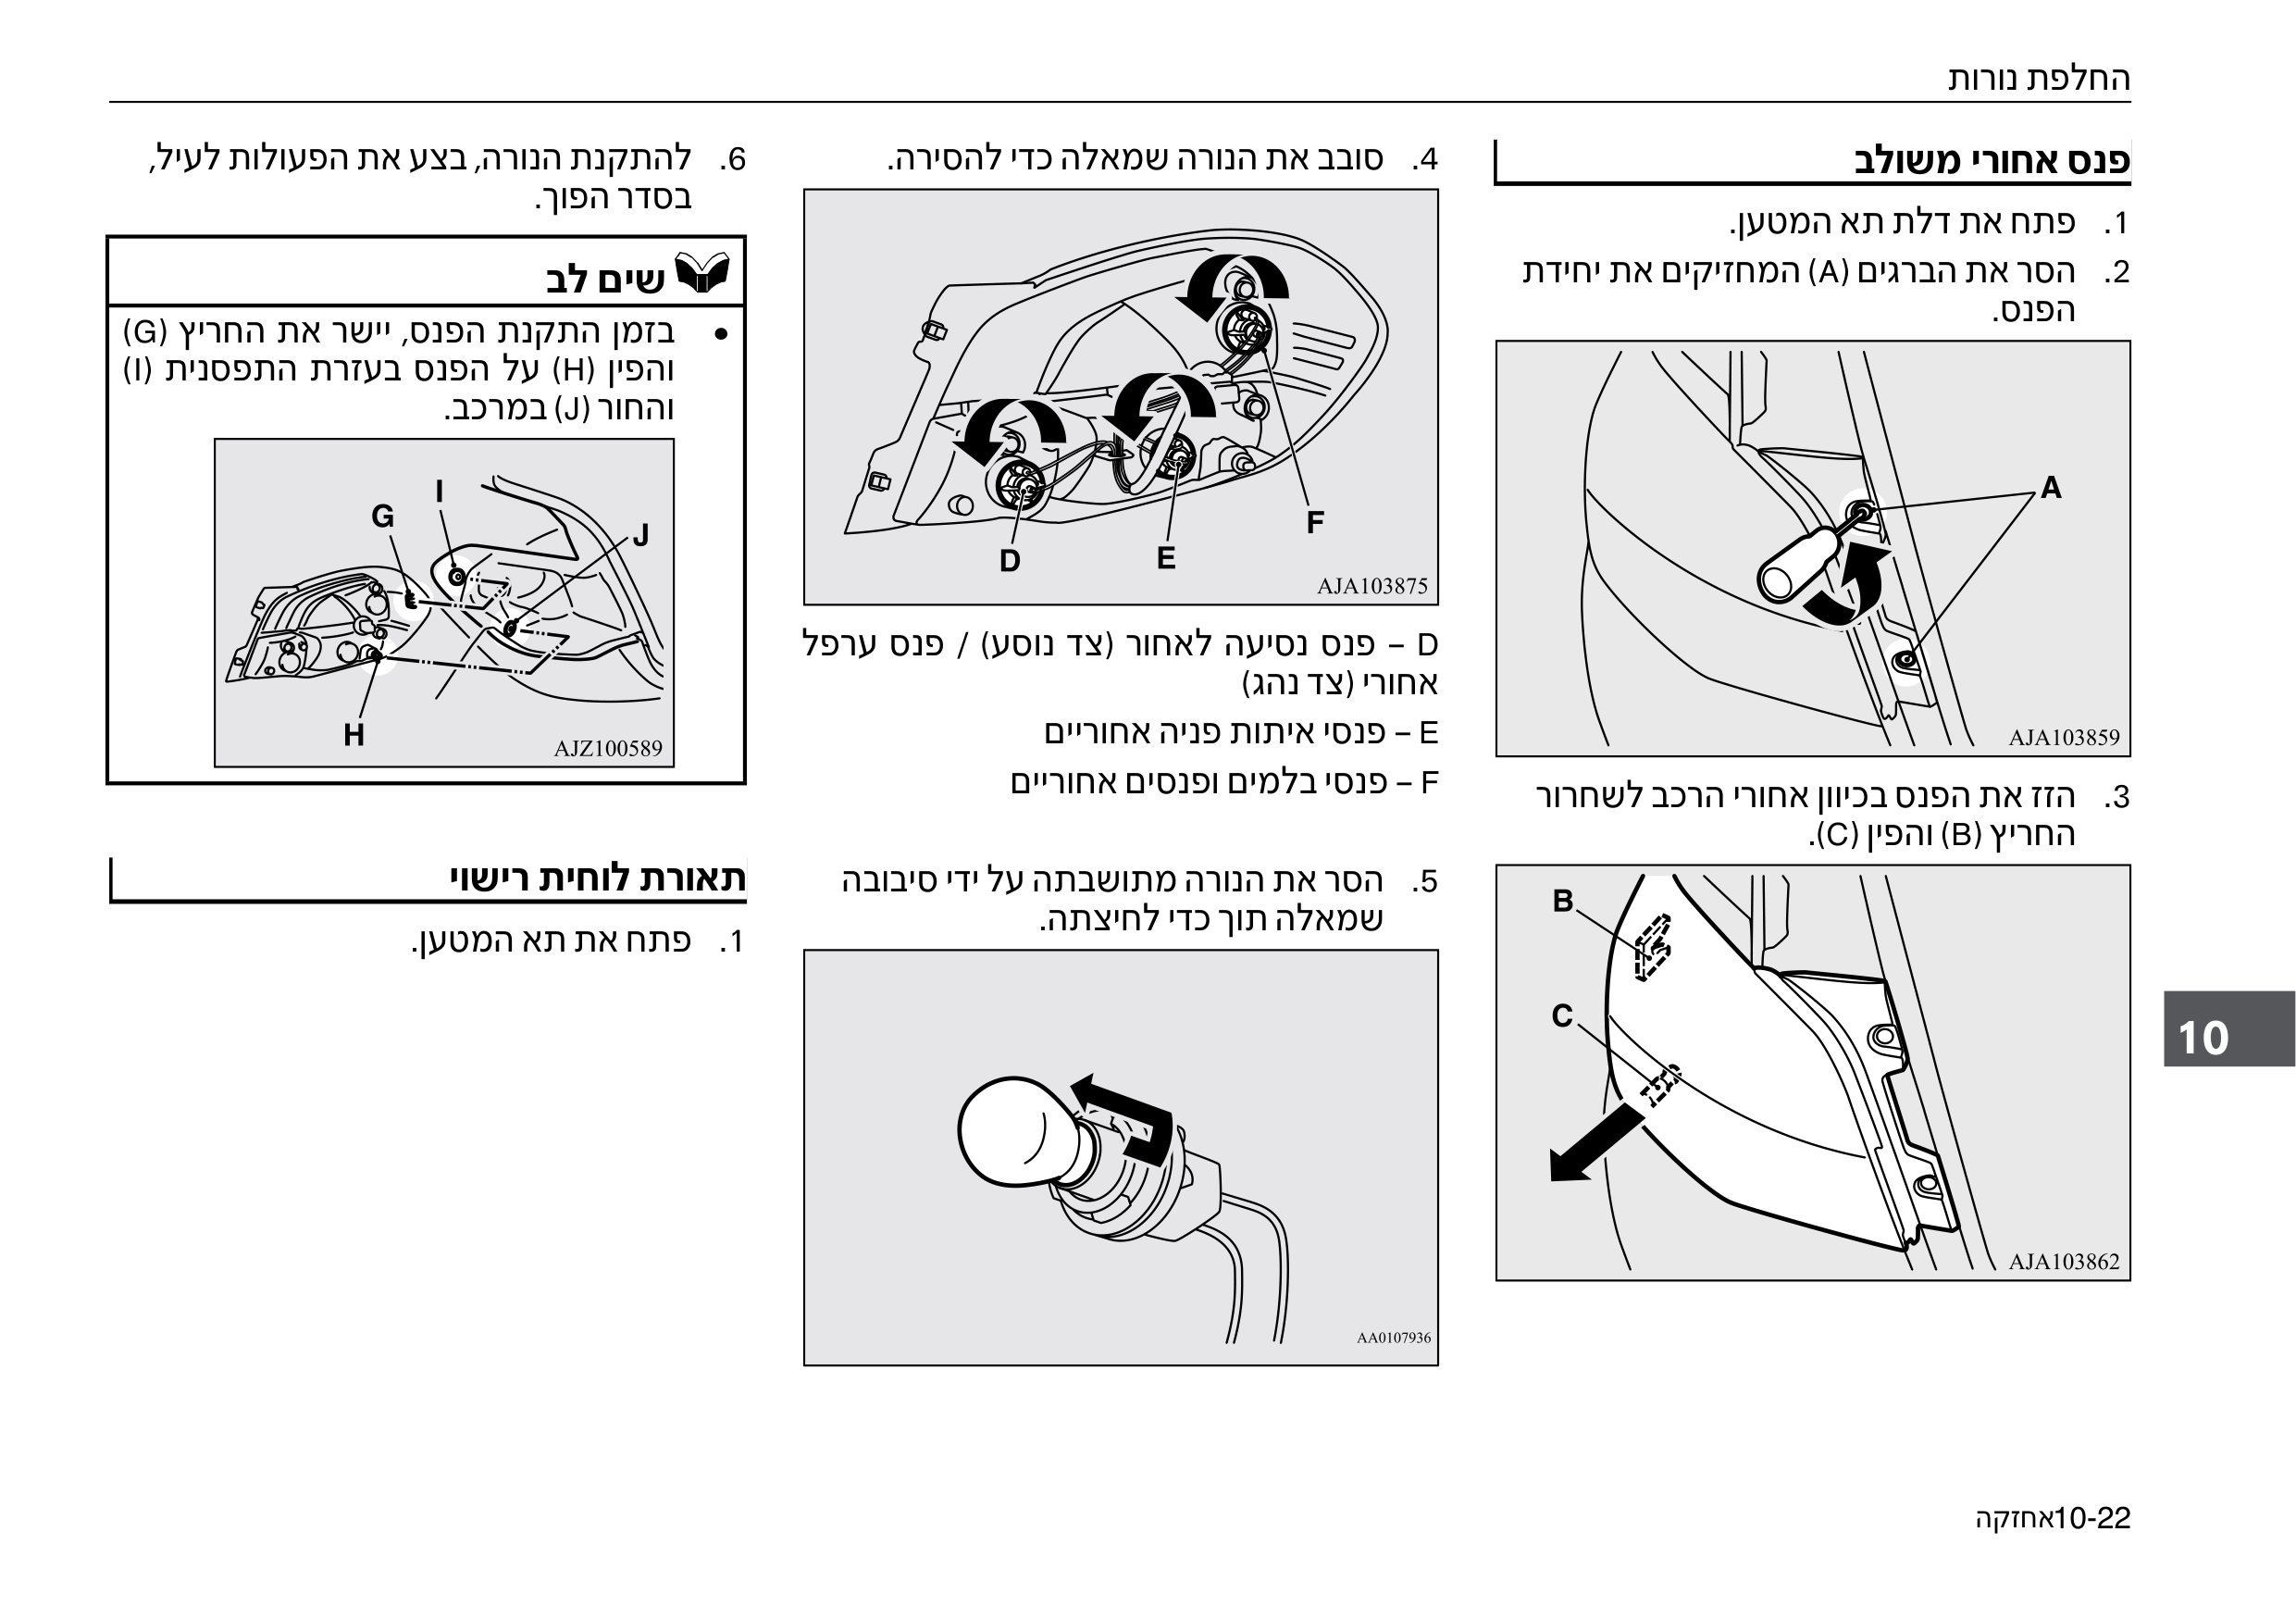 החלפת נורות
פנס אחורי משולב
1. פתח את דלת תא המטען.
2. הסר את הברגים (A) המחזיקים את יחידת
הפנס.
A
AJA103859
3. הזז את הפנס בכיוון אחורי הרכב לשחרור
החריץ (B) והפין (C).
B
C
AJA103862
4. סובב את הנורה שמאלה כדי להסירה.
F
E
D
AJA103875
D – פנס נסיעה לאחור (צד נוסע) / פנס ערפל
אחורי (צד נהג)
E – פנסי איתות פניה אחוריים
F – פנסי בלמים ופנסים אחוריים
5. הסר את הנורה מתושבתה על ידי סיבובה
שמאלה תוך כדי לחיצתה.
AA0107936
6. להתקנת הנורה, בצע את הפעולות לעיל,
בסדר הפוך.
שים לב
• בזמן התקנת הפנס, יישר את החריץ (G)
והפין (H) על הפנס בעזרת התפסנית (I)
והחור (J) במרכב.
I
G
J
H
AJZ100589
תאורת לוחית רישוי
1. פתח את תא המטען.
10
10-22אחזקה